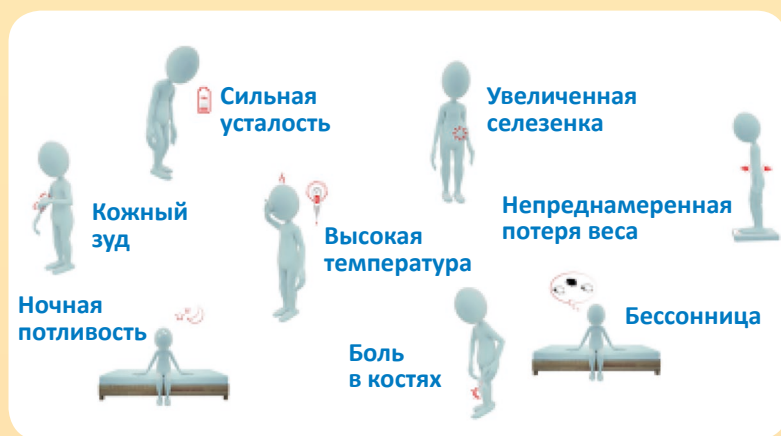 Сильная
усталость
Увеличенная
селезенка
Кожный
зуд
Высокая
температура
Непреднамеренная
потеря веса
Ночная
потливость
Боль
в костях
Бессонница